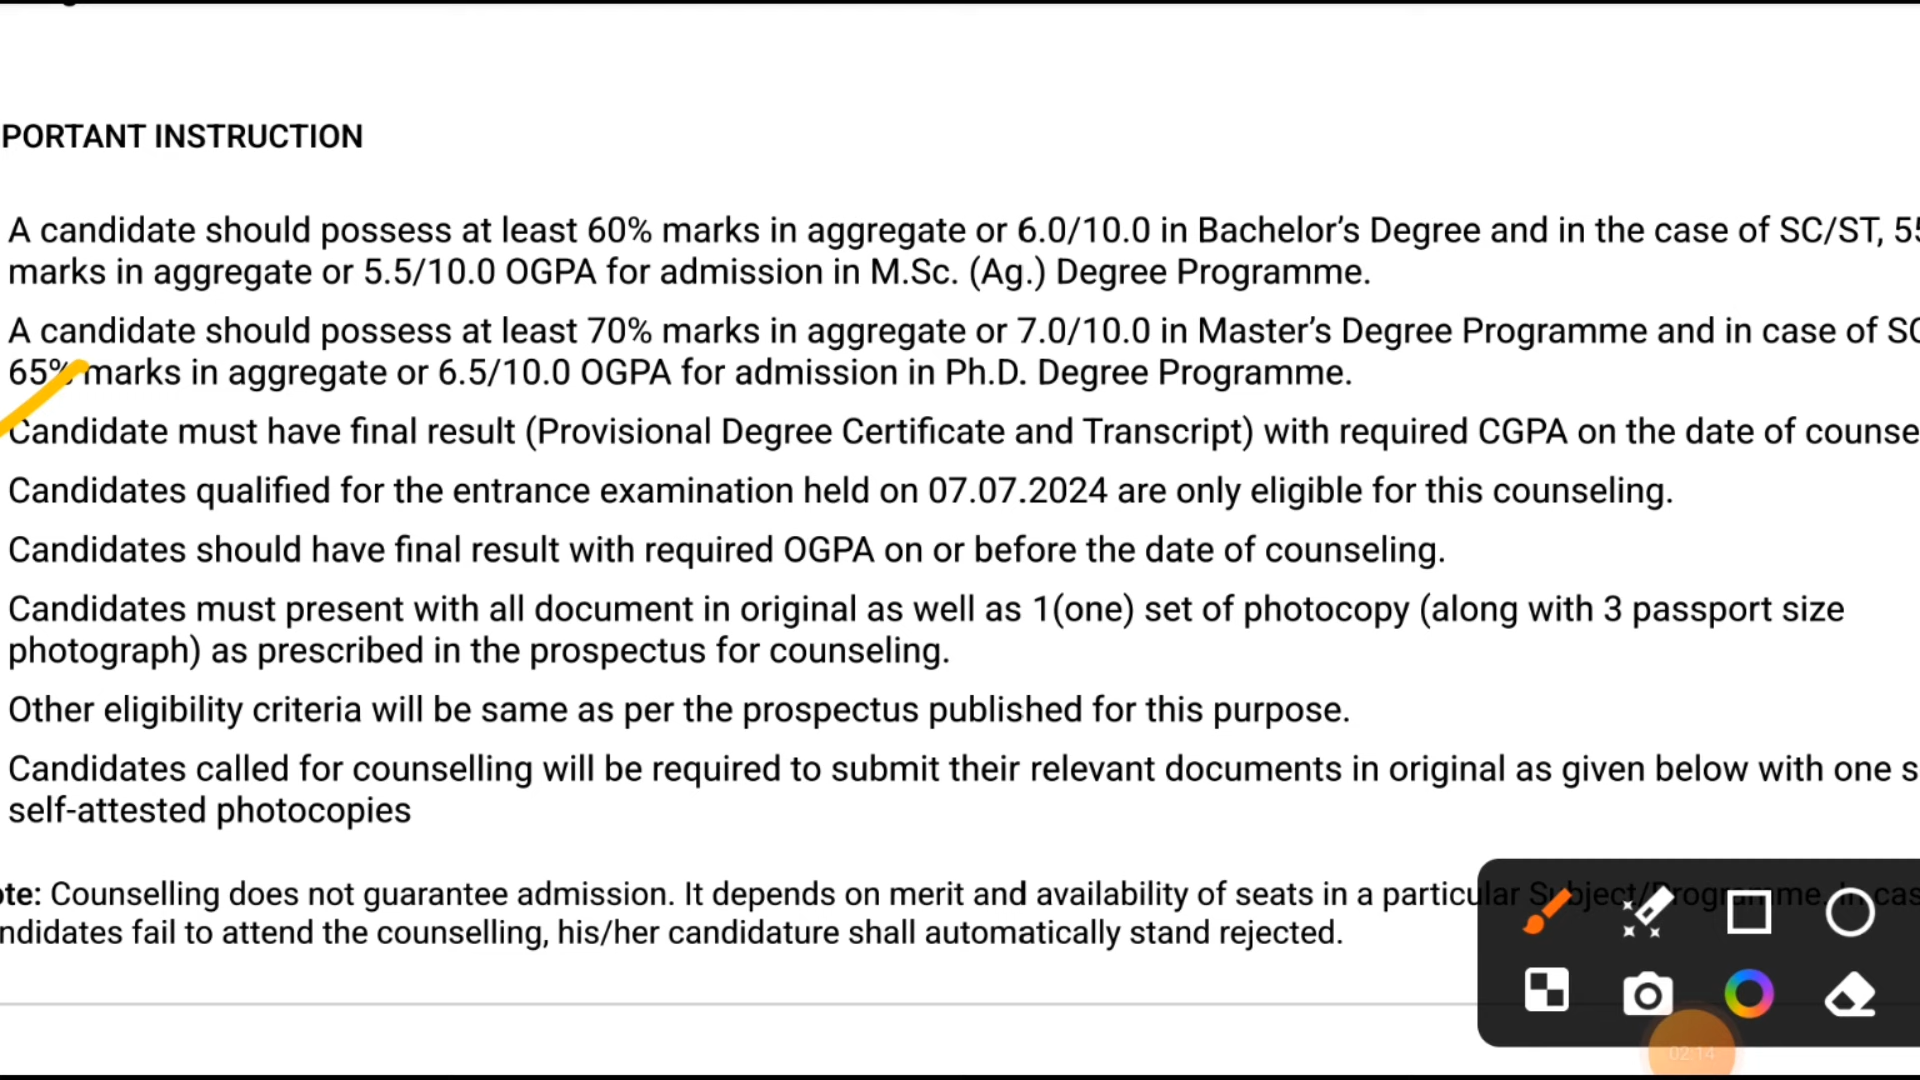 PORTANT INSTRUCTION
A candidate should possess at least 60% marks in aggregate or 6.0/10.0 in Bachelor’s Degree and in the case of SC/ST, 55
marks in aggregate or 5.5/10.0 OGPA for admission in M.Sc. (Ag.) Degree Programme.
A candidate should possess at least 70% marks in aggregate or 7.0/10.0 in Master’s Degree Programme and in case of SC
65% marks in aggregate or 6.5/10.0 OGPA for admission in Ph.D. Degree Programme.
Candidate must have final result (Provisional Degree Certificate and Transcript) with required CGPA on the date of counse
Candidates qualified for the entrance examination held on 07.07.2024 are only eligible for this counseling.
Candidates should have final result with required OGPA on or before the date of counseling.
Candidates must present with all document in original as well as 1(one) set of photocopy (along with 3 passport size
photograph) as prescribed in the prospectus for counseling.
Other eligibility criteria will be same as per the prospectus published for this purpose.
Candidates called for counselling will be required to submit their relevant documents in original as given below with one s
self-attested photocopies
ote: Counselling does not guarantee admission. It depends on merit and availability of seats in a particular Subject/Programme. In cas
ndidates fail to attend the counselling, his/her candidature shall automatically stand rejected.
02:14